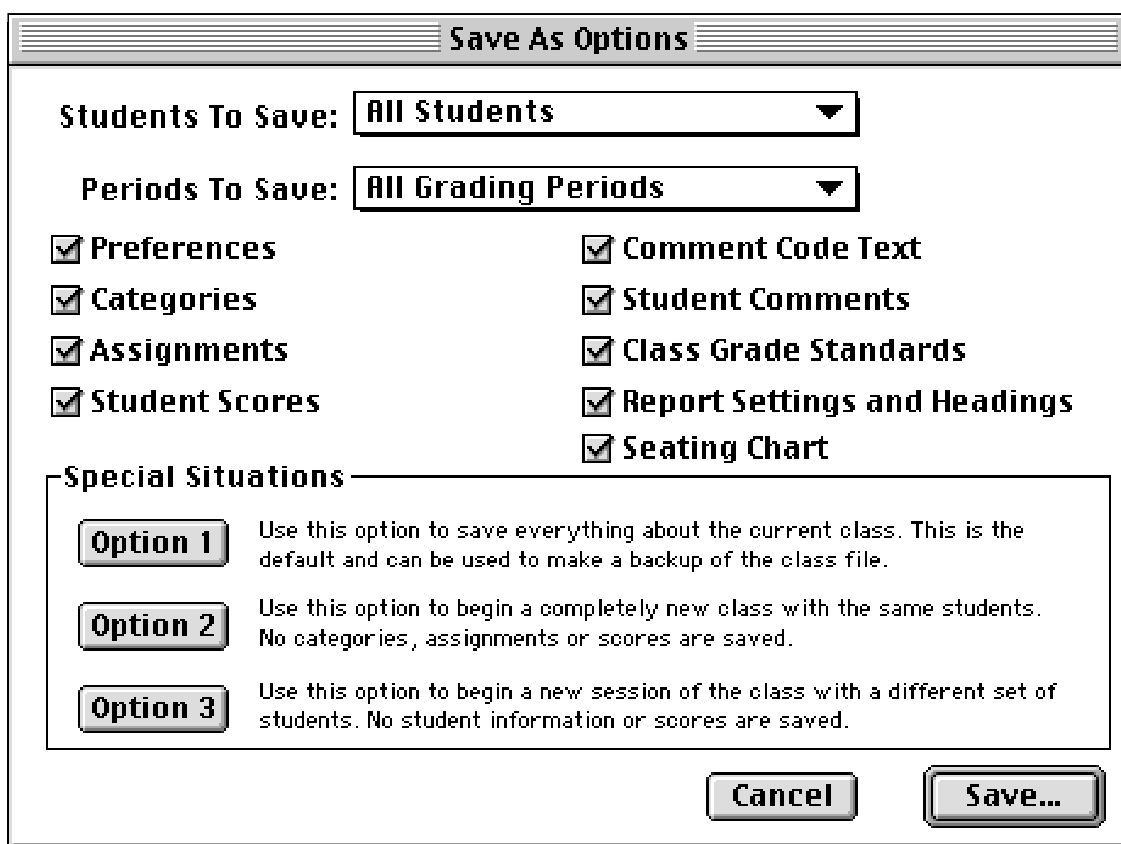 Save As Options
Students To Save: All Students
Periods To Save: All Grading Periods
Preferences
Comment Code Text
Categories
Student Comments
Assignments
Class Grade Standards
Student Scores
Report Settings and Headings
Seating Chart
Special Situations
Option 1
Use this option to save everything about the current class. This is the
default and can be used to make a backup of the class file.
Option 2
Use this option to begin a completely new class with the same students.
No categories, assignments or scores are saved.
Option 3
Use this option to begin a new session of the class with a different set of
students. No student information or scores are saved.
Cancel
Save...